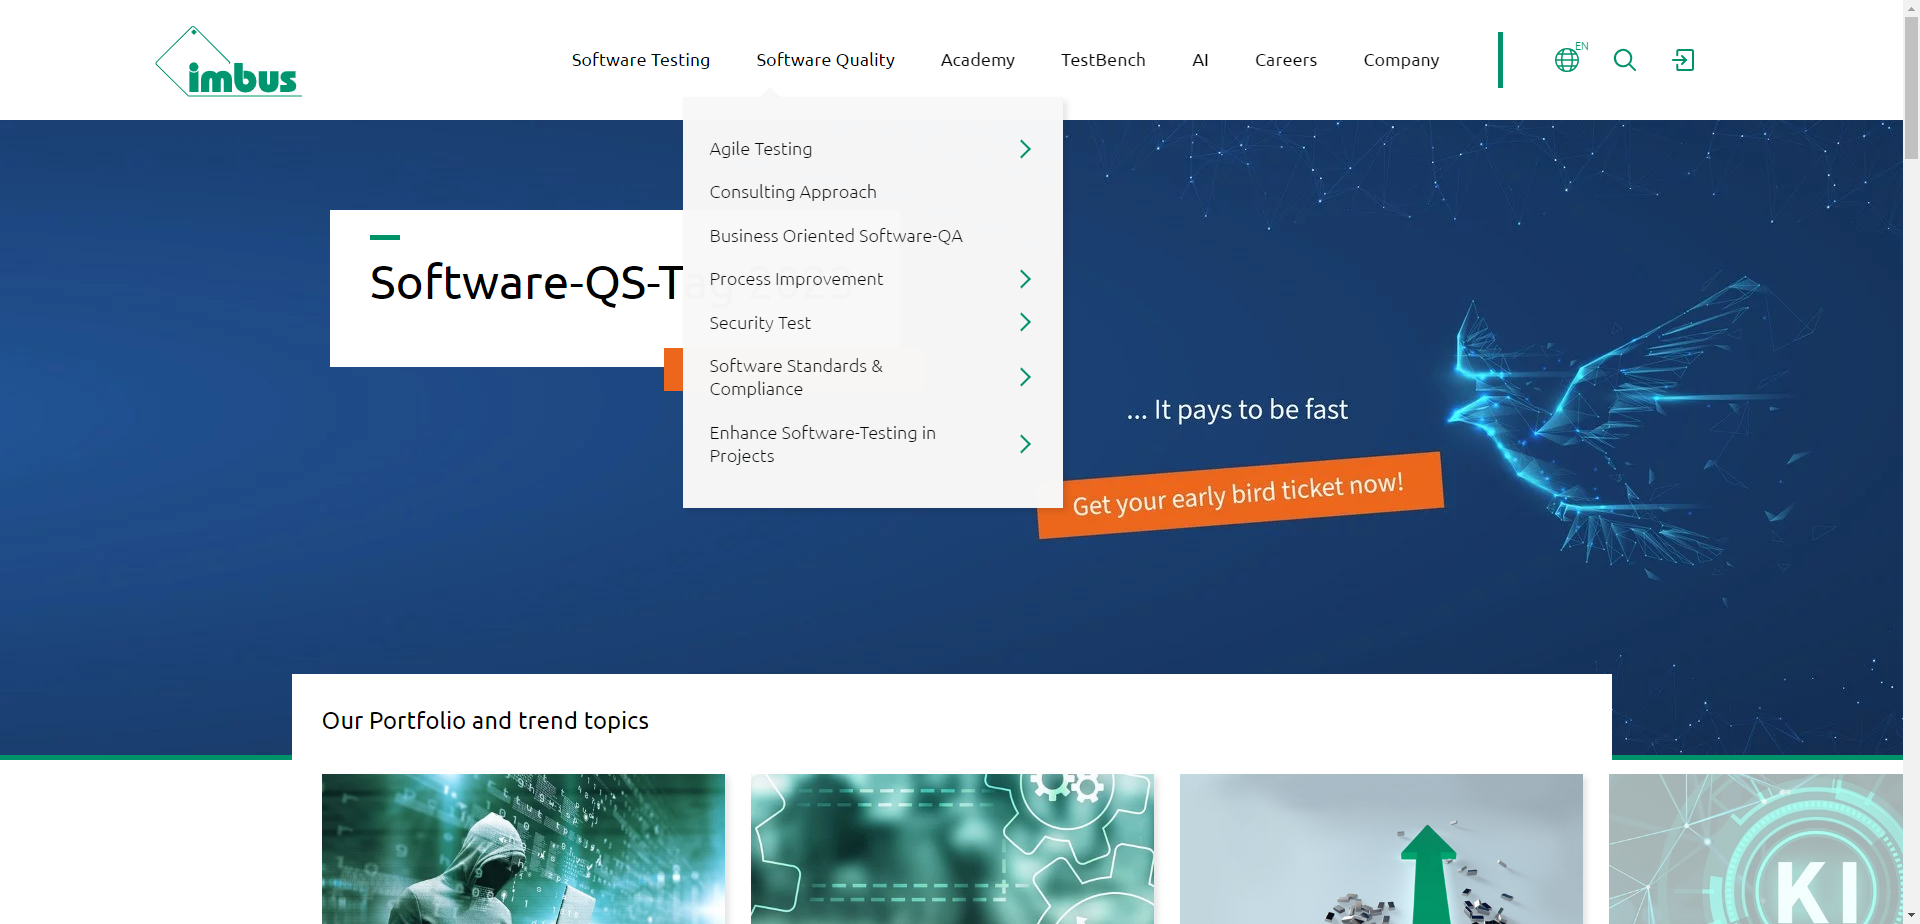 imbus
Software Testing
Software Quality
Academy
TestBench
AI
Careers
Company
EN
Agile Testing
Consulting Approach
Business Oriented Software-QA
Process Improvement
Security Test
Software Standards &
Compliance
Enhance Software-Testing in
Projects
Software-QS-Tag
... It pays to be fast
Get your early bird ticket now!
Our Portfolio and trend topics
KI